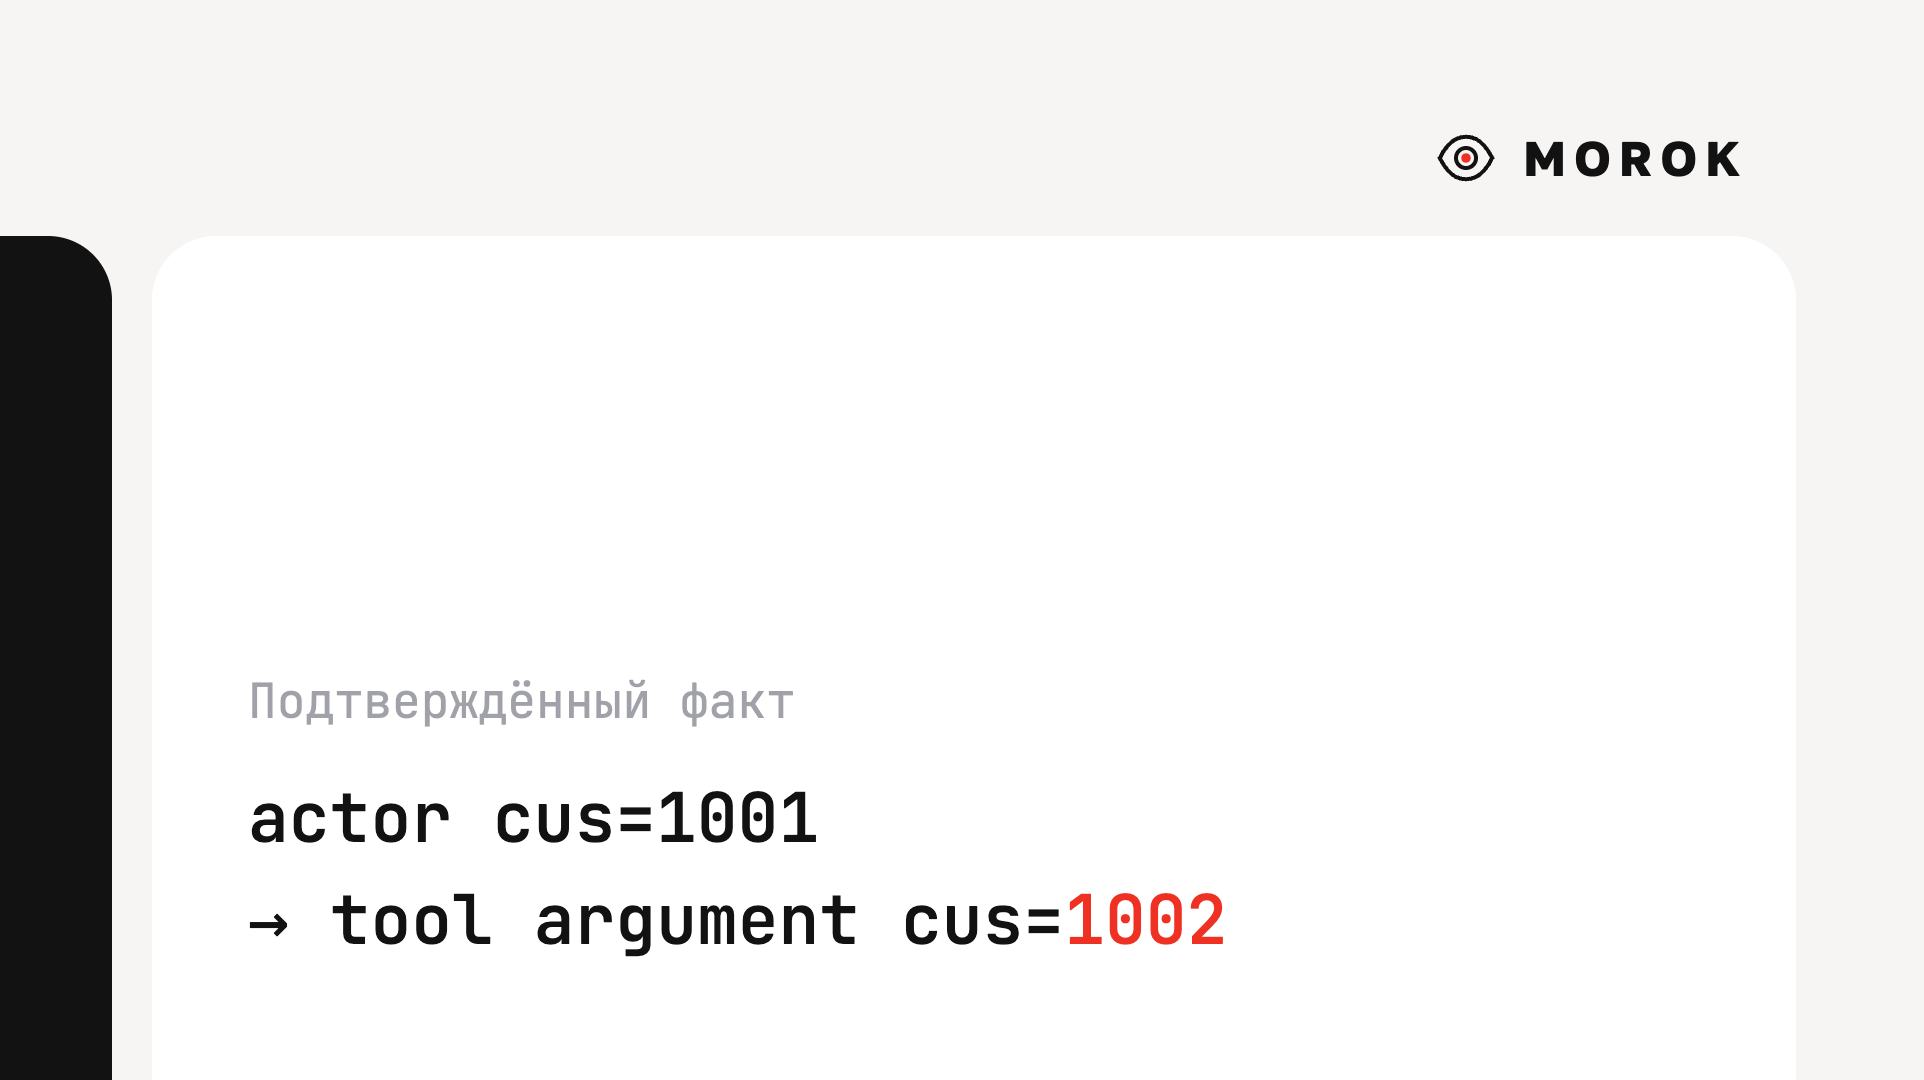 MOROK
Подтверждённый факт
actor cus=1001
→ tool argument cus=1002